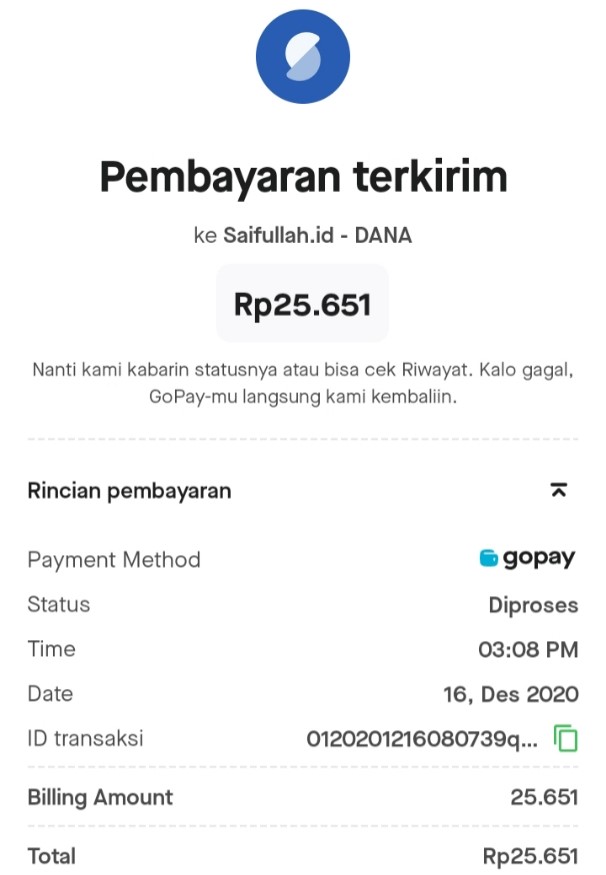 Pembayaran terkirim
ke Saifullah.id - DANA
Rp25.651
Nanti kami kabarin statusnya atau bisa cek Riwayat. Kalo gagal,
GoPay-mu langsung kami kembaliin.
Rincian pembayaran
Payment Method gopay
Status Diproses
Time 03:08 PM
Date 16, Des 2020
ID transaksi 0120201216080739q...
Billing Amount 25.651
Total Rp25.651